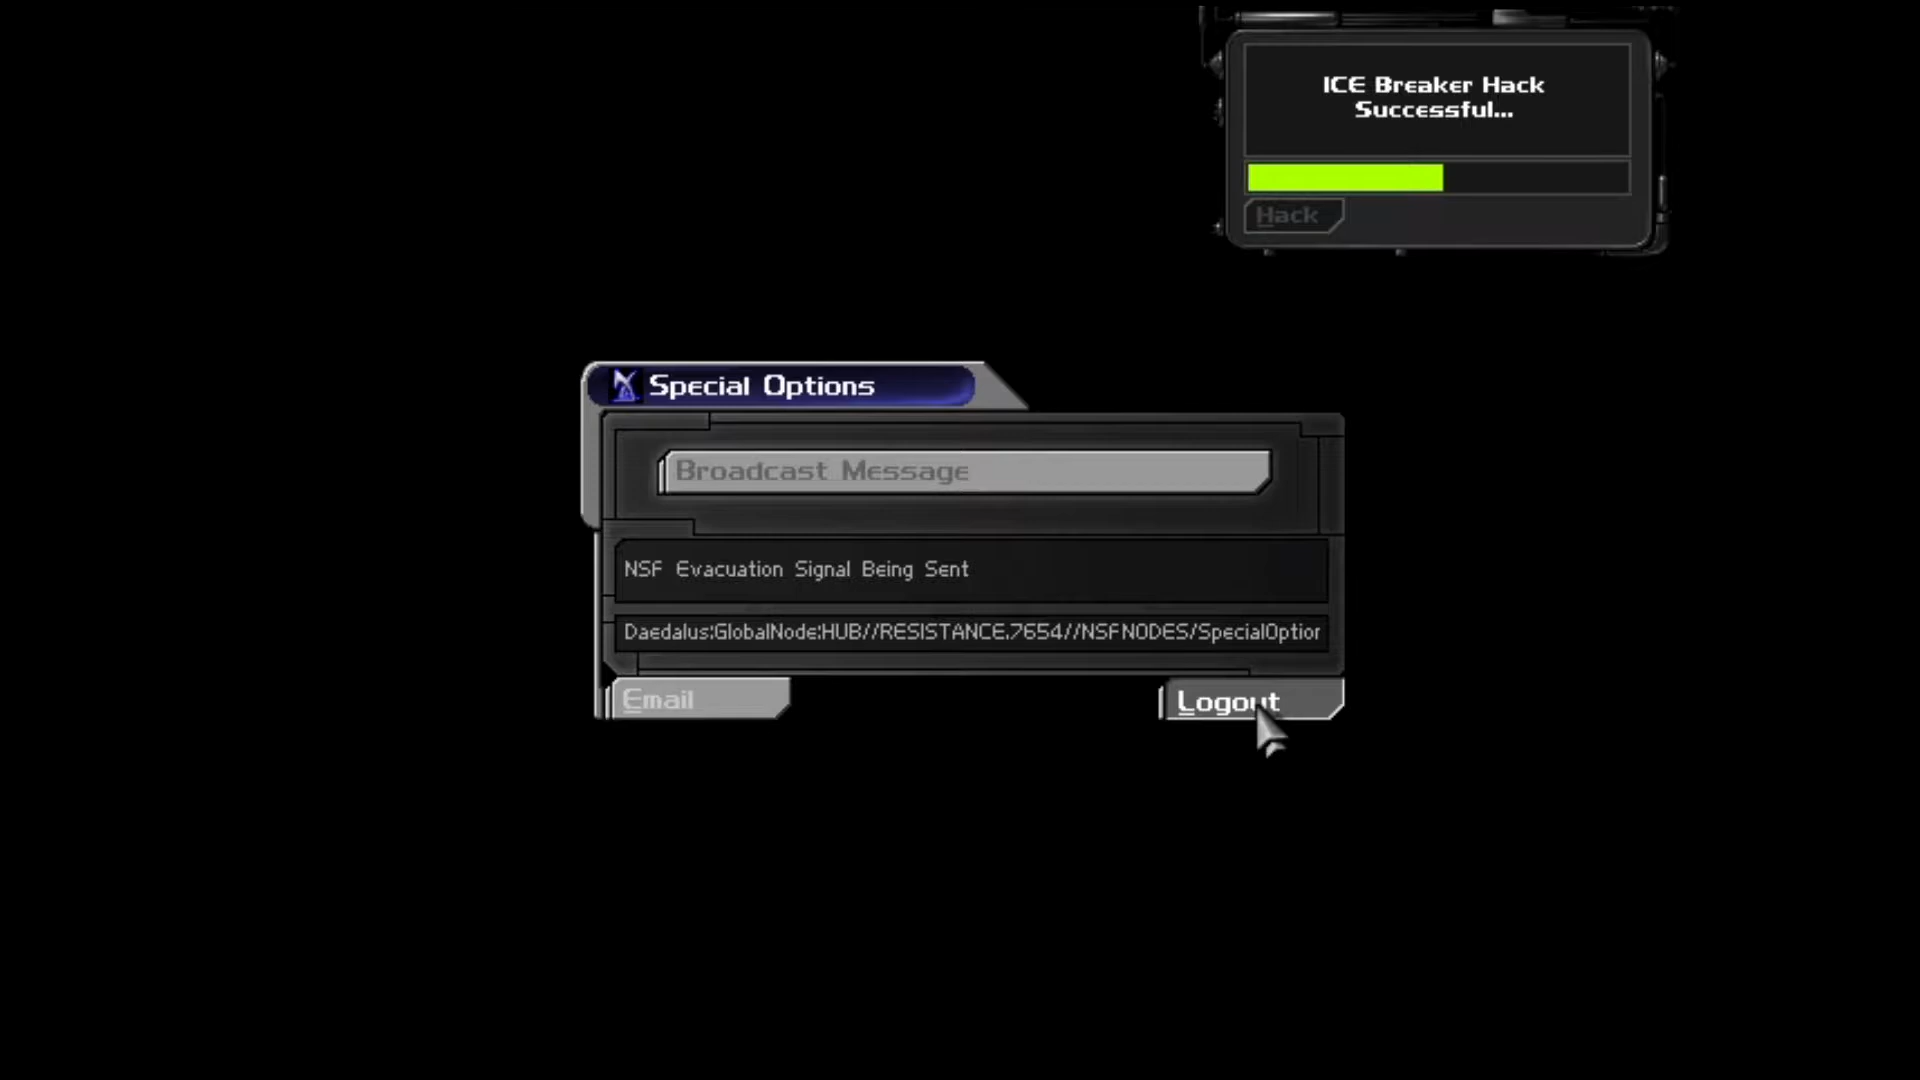 ICE Breaker Hack
Successful...
Hack
Special Options
Broadcast Message
NSF Evacuation Signal Being Sent
Daedalus:GlobalNode:HUB//RESISTANCE.7654//NSFNODES/SpecialOption
Email
Logout